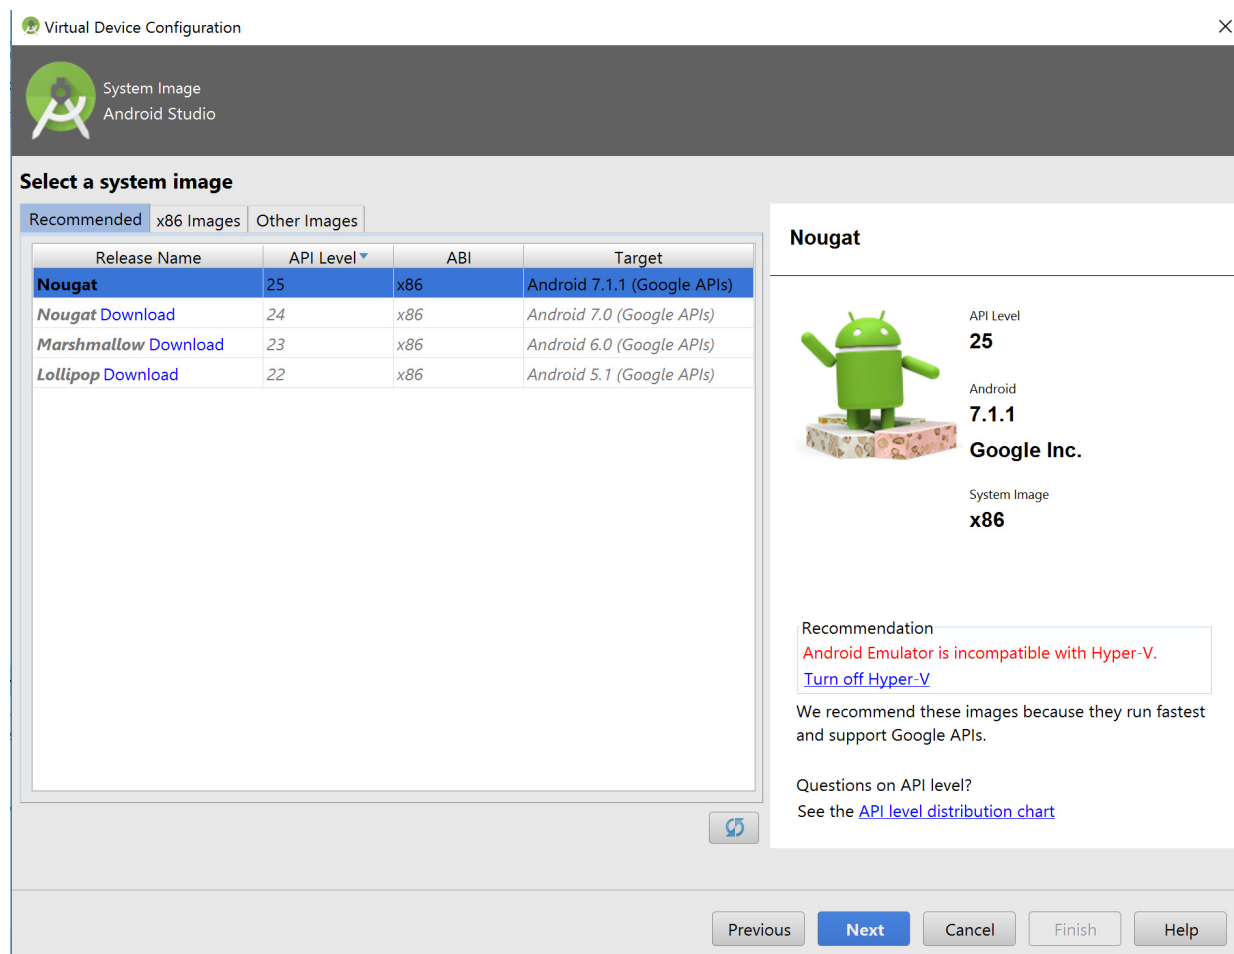 Virtual Device Configuration
System Image
Android Studio
Select a system image
Recommended x86 Images Other Images
Release Name API Level ABI Target
Nougat 25 x86 Android 7.1.1 (Google APIs)
Nougat Download 24 x86 Android 7.0 (Google APIs)
Marshmallow Download 23 x86 Android 6.0 (Google APIs)
Lollipop Download 22 x86 Android 5.1 (Google APIs)
Nougat
API Level
25
Android
7.1.1
Google Inc.
System Image
x86
Recommendation
Android Emulator is incompatible with Hyper-V.
Turn off Hyper-V
We recommend these images because they run fastest
and support Google APIs.
Questions on API level?
See the API level distribution chart
Previous Next Cancel Finish Help